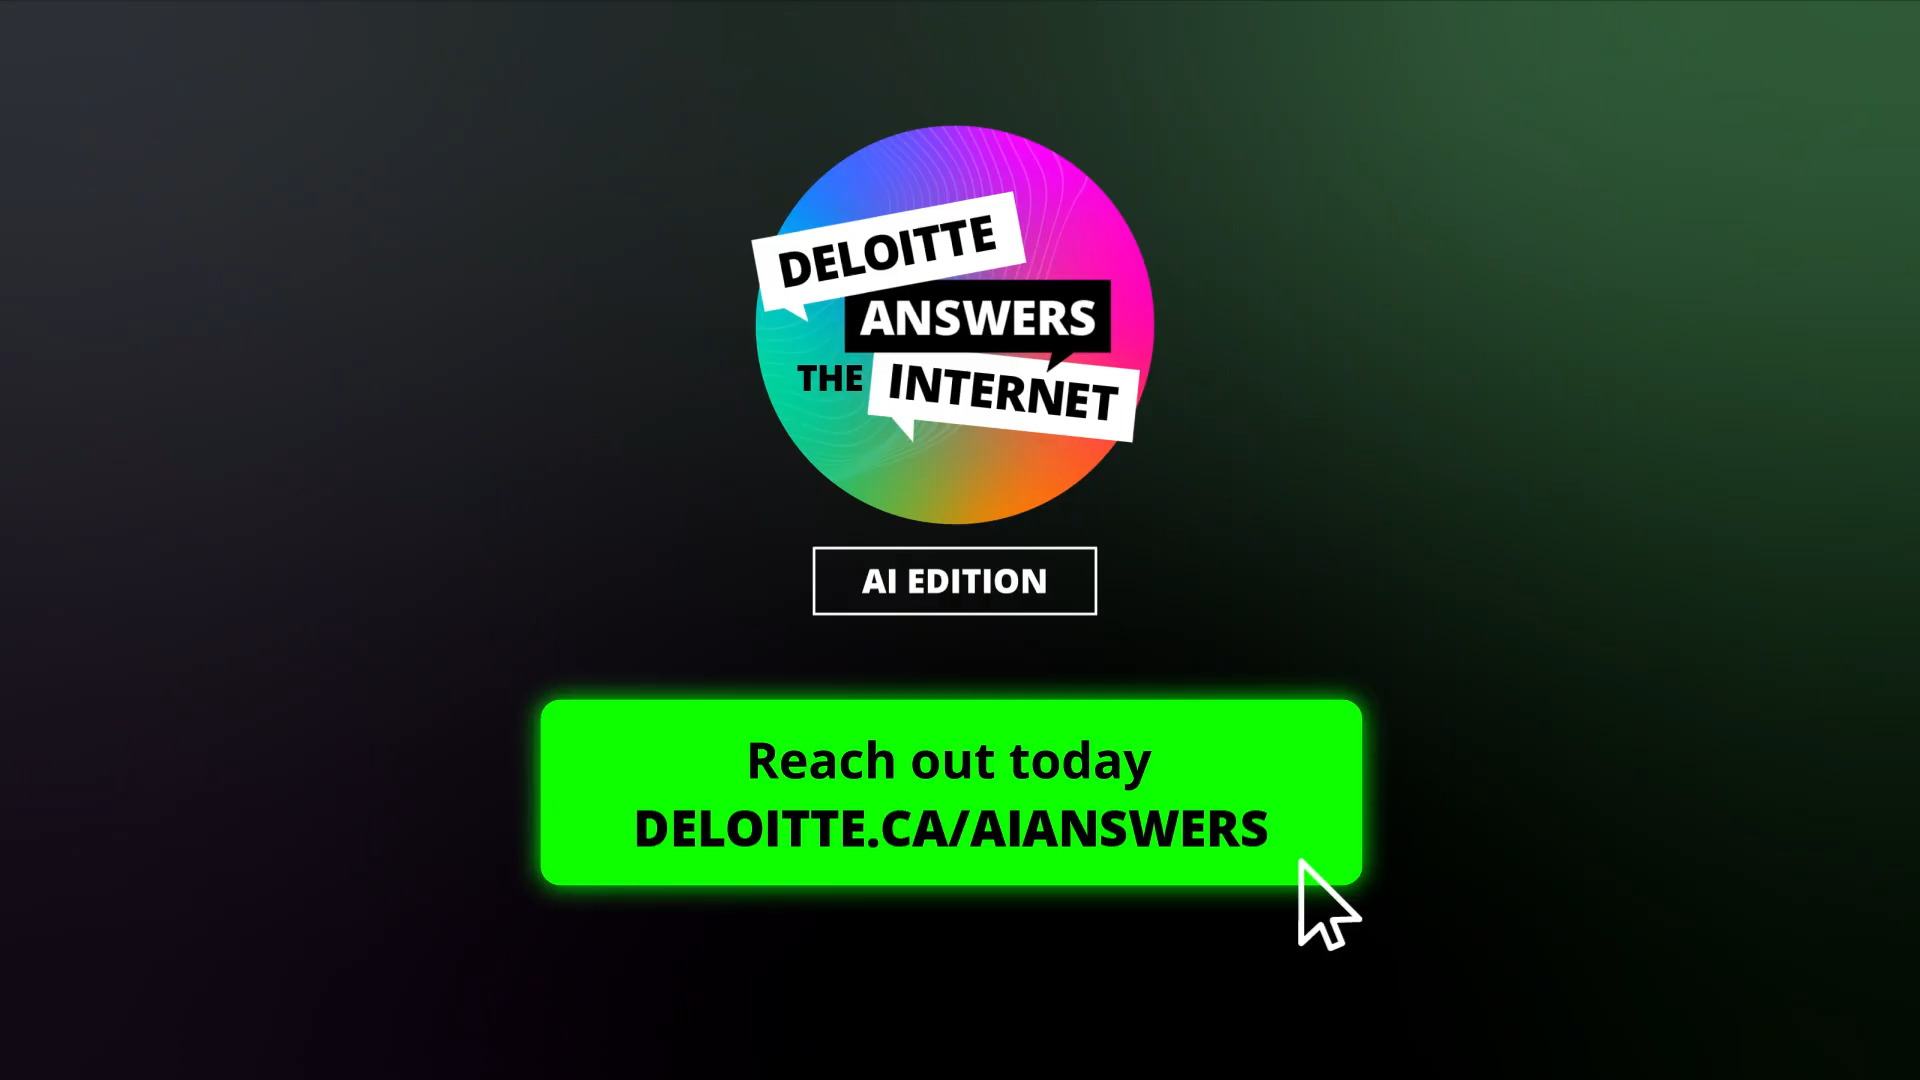 DELOITTE
ANSWERS
THE INTERNET
AI EDITION
Reach out today
DELOITTE.CA/AIANSWERS